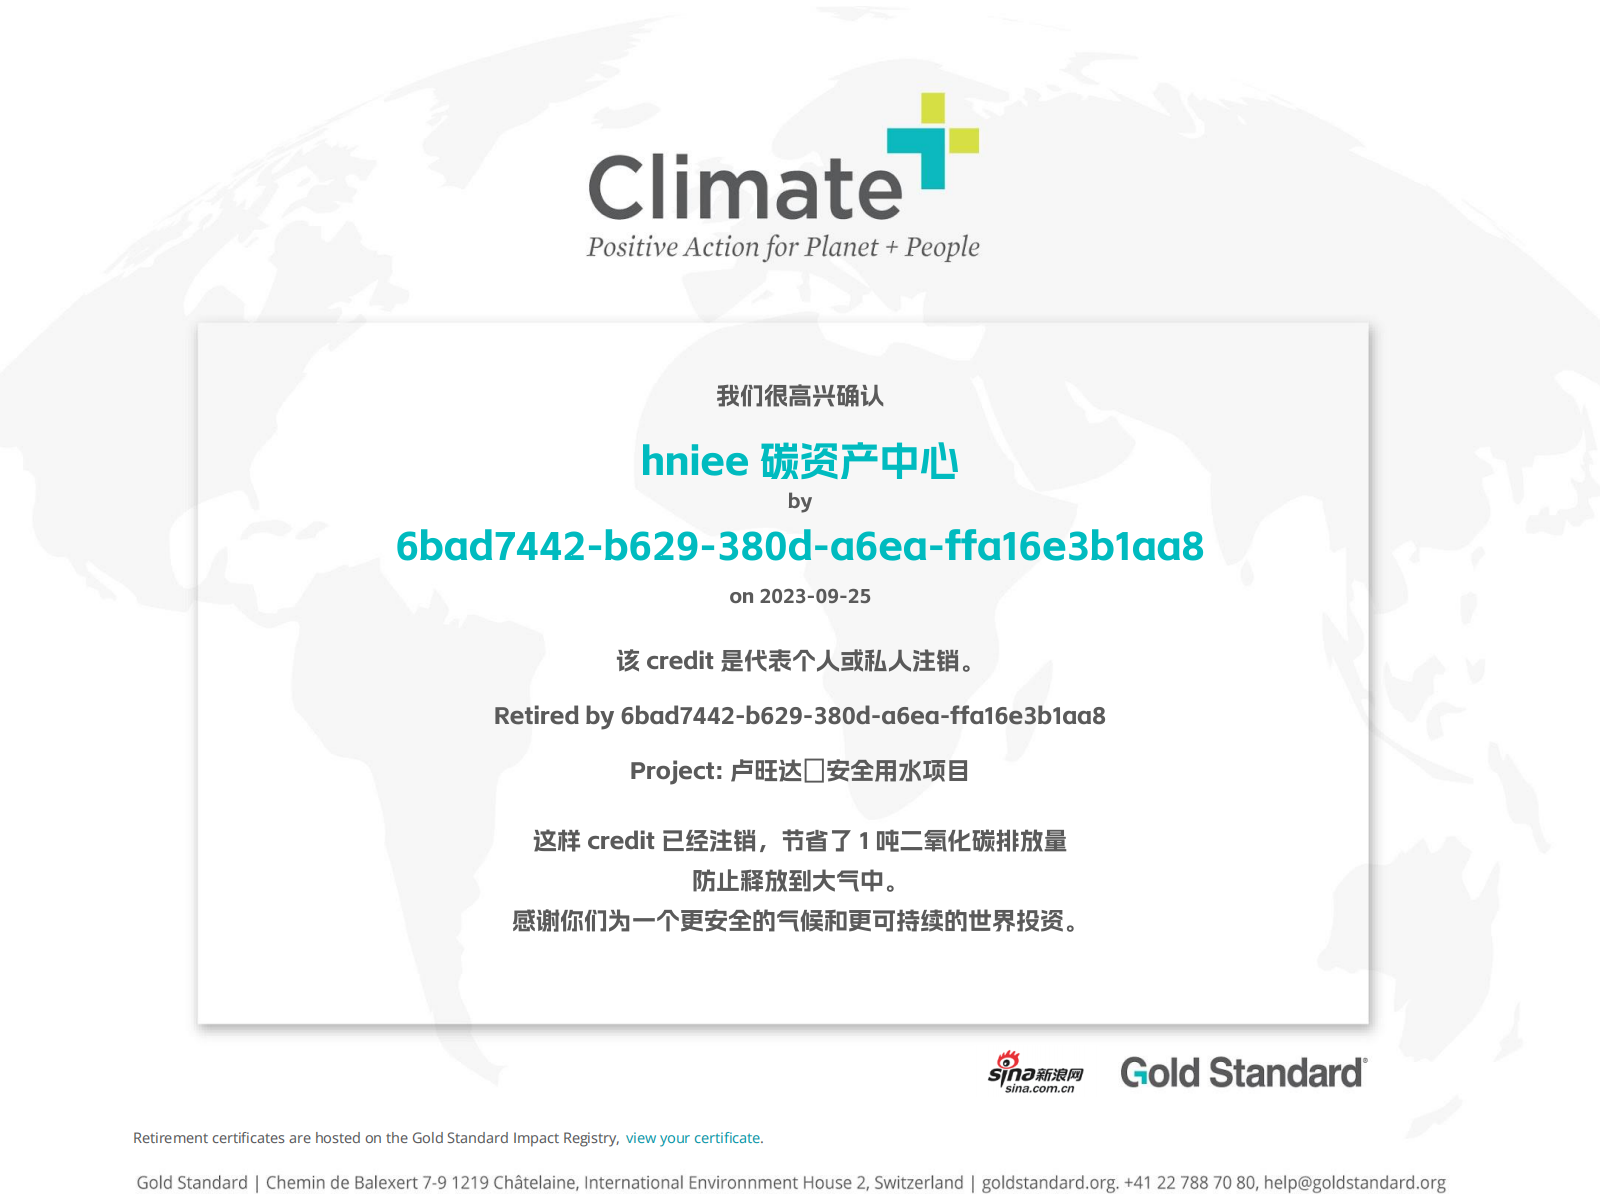 Climate
Positive Action for Planet + People
我们很高兴确认
hniee 碳资产中心
by
6bad7442-b629-380d-a6ea-ffa16e3b1aa8
on 2023-09-25
该 credit 是代表个人或私人注销。
Retired by 6bad7442-b629-380d-a6ea-ffa16e3b1aa8
Project: 卢旺达□安全用水项目
这样 credit 已经注销，节省了 1 吨二氧化碳排放量
防止释放到大气中。
感谢你们为一个更安全的气候和更可持续的世界投资。
sina新浪网
sina.com.cn
Gold Standard®
Retirement certificates are hosted on the Gold Standard Impact Registry, view your certificate.
Gold Standard | Chemin de Balexert 7-9 1219 Châtelaine, International Environnment House 2, Switzerland | goldstandard.org. +41 22 788 70 80, help@goldstandard.org